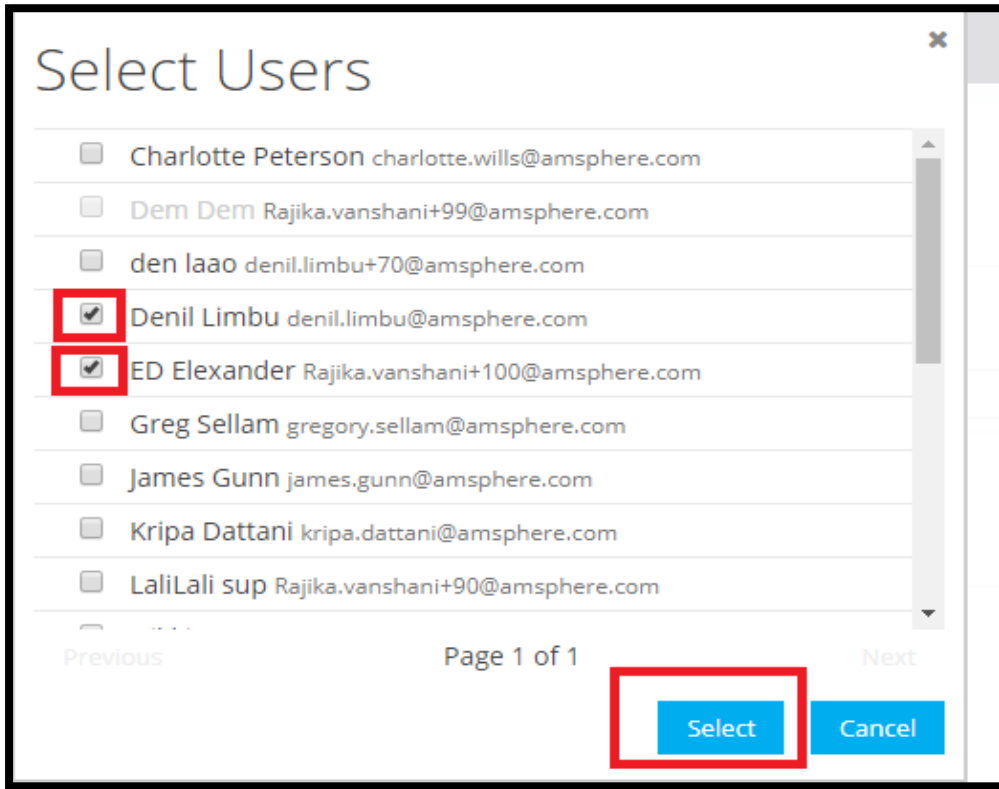 Select Users
Charlotte Peterson charlotte.wills@amsphere.com
Dem Dem Rajika.vanshani+99@amsphere.com
den laao denil.limbu+70@amsphere.com
Denil Limbu denil.limbu@amsphere.com
ED Elexander Rajika.vanshani+100@amsphere.com
Greg Sellam gregory.sellam@amsphere.com
James Gunn james.gunn@amsphere.com
Kripa Dattani kripa.dattani@amsphere.com
LaliLali sup Rajika.vanshani+90@amsphere.com
Previous Page 1 of 1 Next
Select Cancel